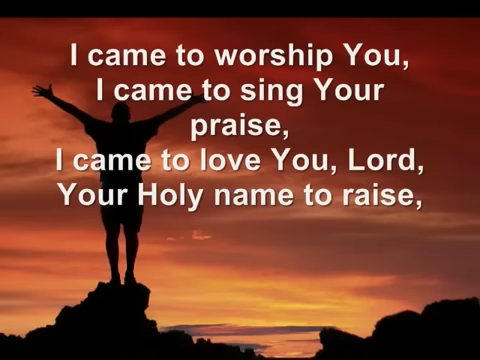 I came to worship You,
I came to sing Your
praise,
I came to love You, Lord,
Your Holy name to raise,